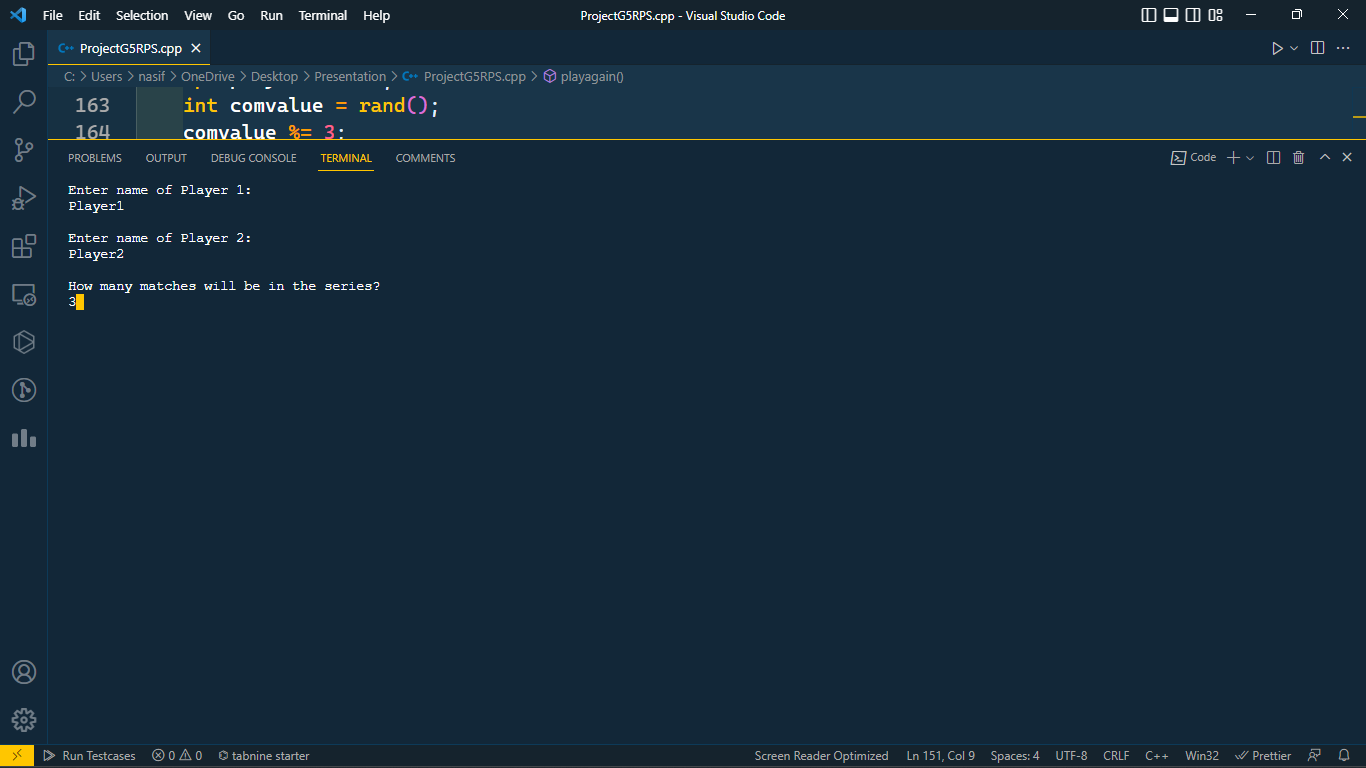 File Edit Selection View Go Run Terminal Help
ProjectG5RPS.cpp - Visual Studio Code
C++ ProjectG5RPS.cpp
C: > Users > nasif > OneDrive > Desktop > Presentation > C++ ProjectG5RPS.cpp > playagain()
163 int comvalue = rand();
164 comvalue %= 3;
PROBLEMS OUTPUT DEBUG CONSOLE TERMINAL COMMENTS
Code
Enter name of Player 1:
Player1
Enter name of Player 2:
Player2
How many matches will be in the series?
3
Run Testcases 0 0 tabnine starter Screen Reader Optimized Ln 151, Col 9 Spaces: 4 UTF-8 CRLF C++ Win32 Prettier